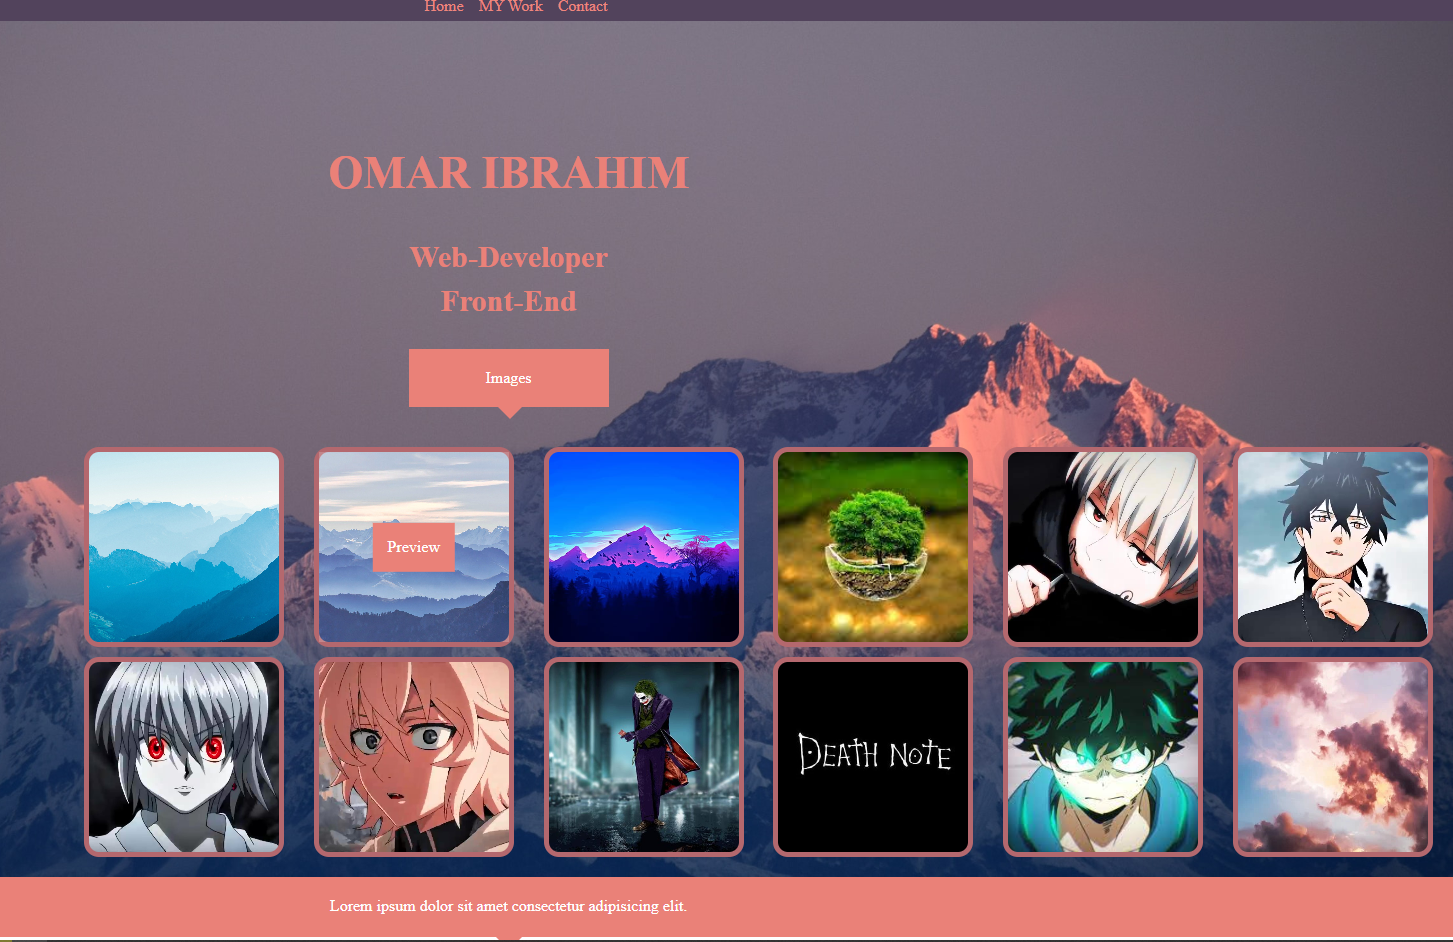 Home MY Work Contact
OMAR IBRAHIM
Web-Developer
Front-End
Images
Preview
DEATH NOTE
Lorem ipsum dolor sit amet consectetur adipisicing elit.